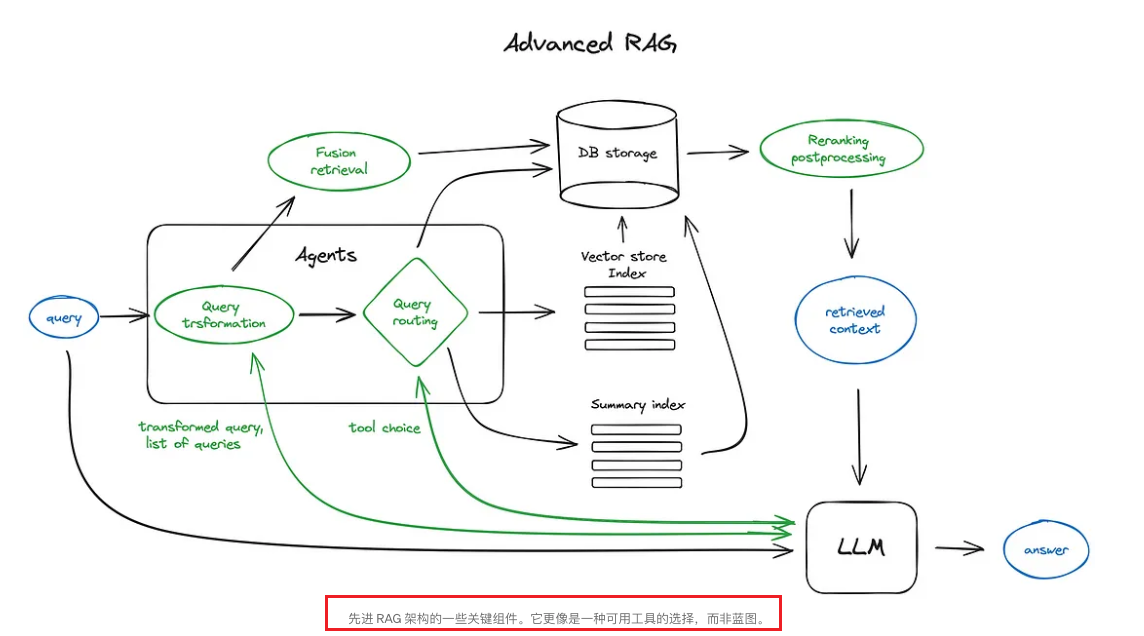 Advanced RAG
Fusion
retrieval
DB storage
Reranking
postprocessing
Agents
Vector store
Index
query
Query
trsformation
Query
routing
retrieved
context
Summary index
transformed query,
list of queries
tool choice
LLM
answer
先进 RAG 架构的一些关键组件。它更像是一种可用工具的选择，而非蓝图。